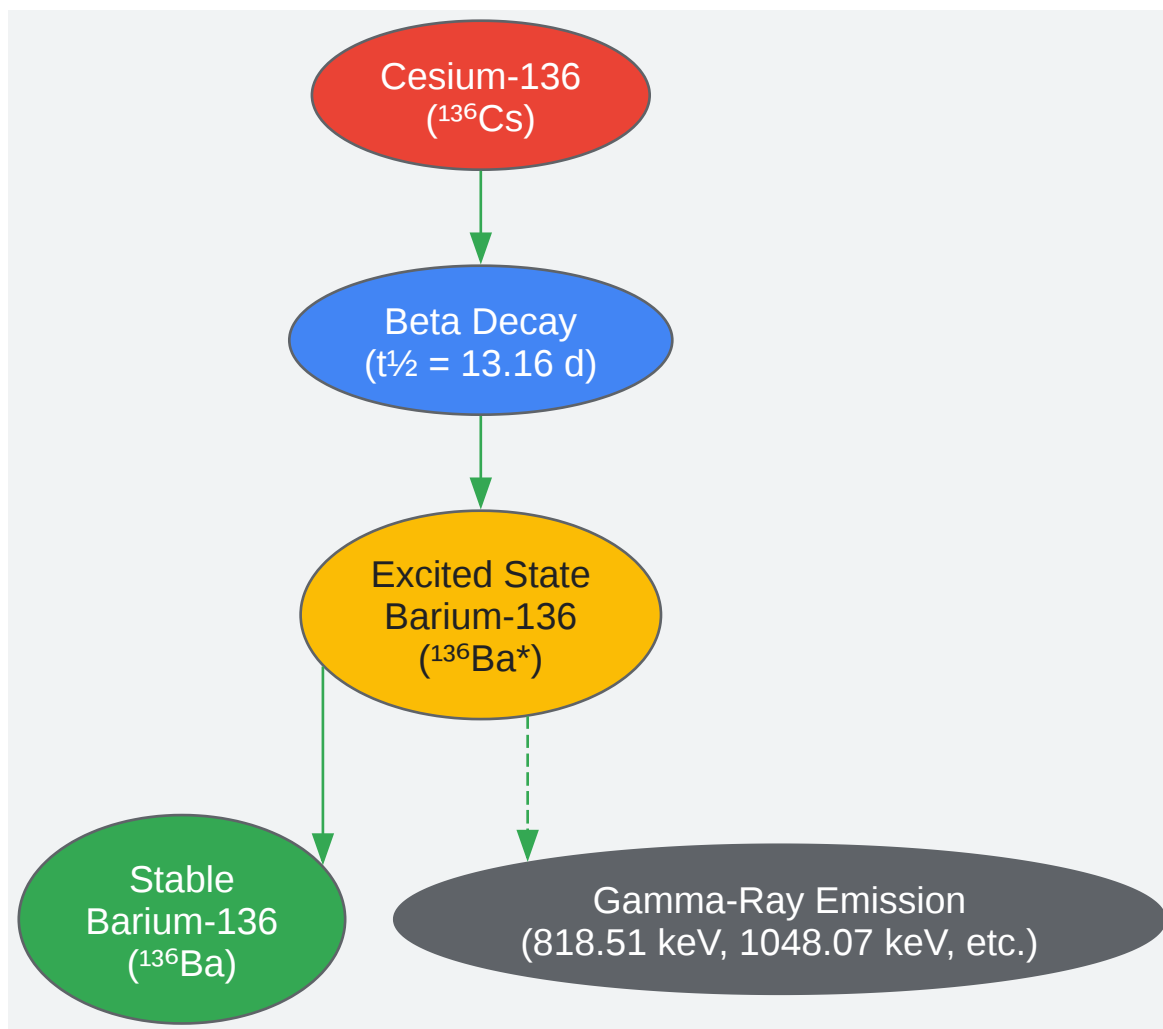 Cesium-136
(¹³⁶Cs)
Beta Decay
(t½ = 13.16 d)
Excited State
Barium-136
(¹³⁶Ba*)
Stable
Barium-136
(¹³⁶Ba)
Gamma-Ray Emission
(818.51 keV, 1048.07 keV, etc.)